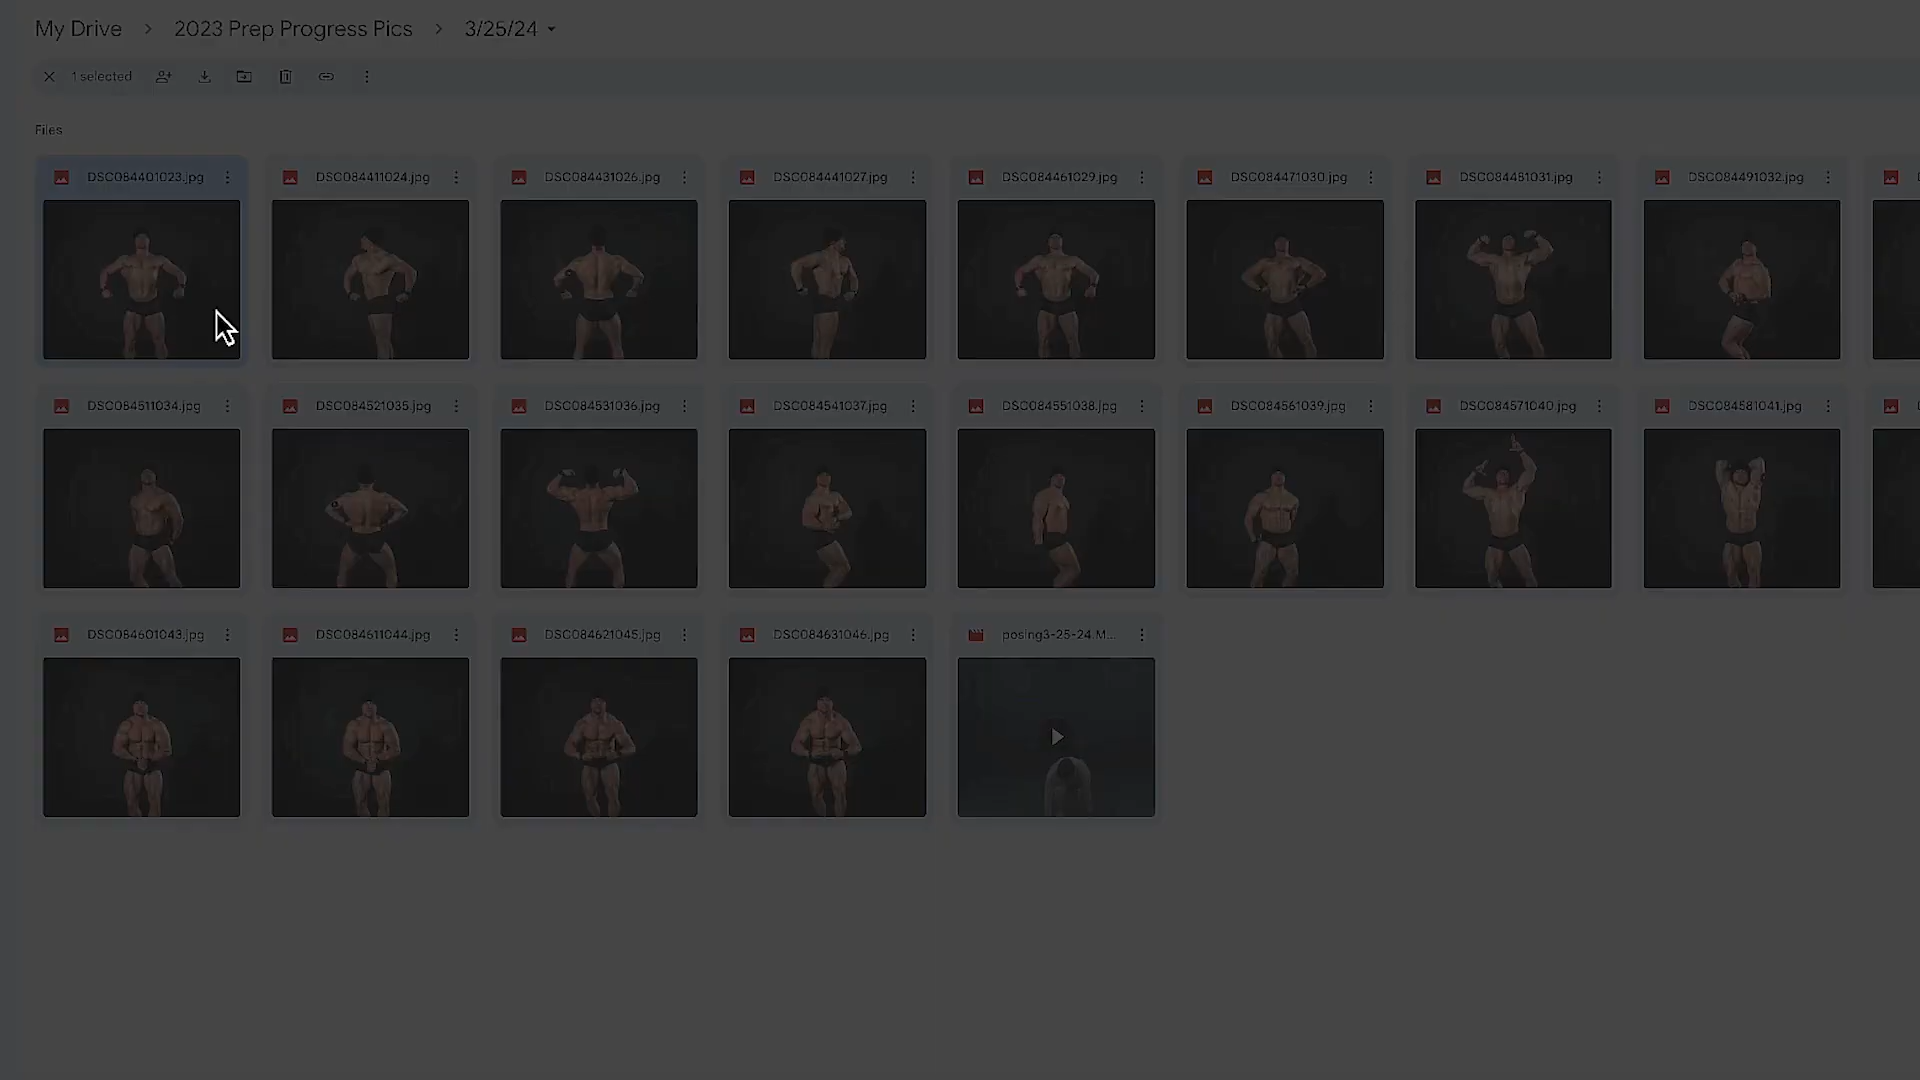 My Drive > 2023 Prep Progress Pics > 3/25/24
1 selected
Files
DSC084401023.jpg DSC084411024.jpg DSC084431026.jpg DSC084441027.jpg DSC084461029.jpg DSC084471030.jpg DSC084481031.jpg DSC084491032.jpg
DSC084511034.jpg DSC084521035.jpg DSC084531036.jpg DSC084541037.jpg DSC084551038.jpg DSC084561039.jpg DSC084571040.jpg DSC084581041.jpg
DSC084601043.jpg DSC084611044.jpg DSC084621045.jpg DSC084631046.jpg posing3-25-24.M...